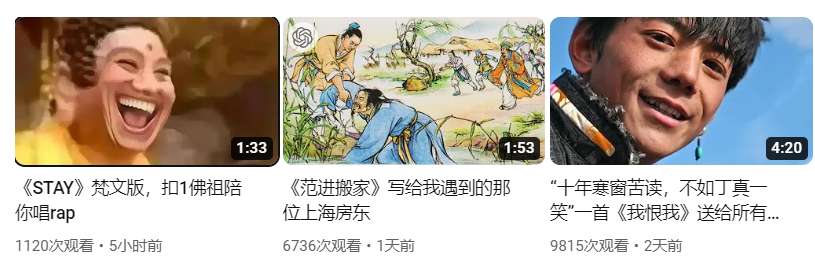 1:33
《STAY》梵文版，扣1佛祖陪
你唱rap
1120次观看・5小时前
1:53
《范进搬家》写给我遇到的那
位上海房东
6736次观看・1天前
4:20
“十年寒窗苦读，不如丁真一
笑”一首《我恨我》送给所有...
9815次观看・2天前